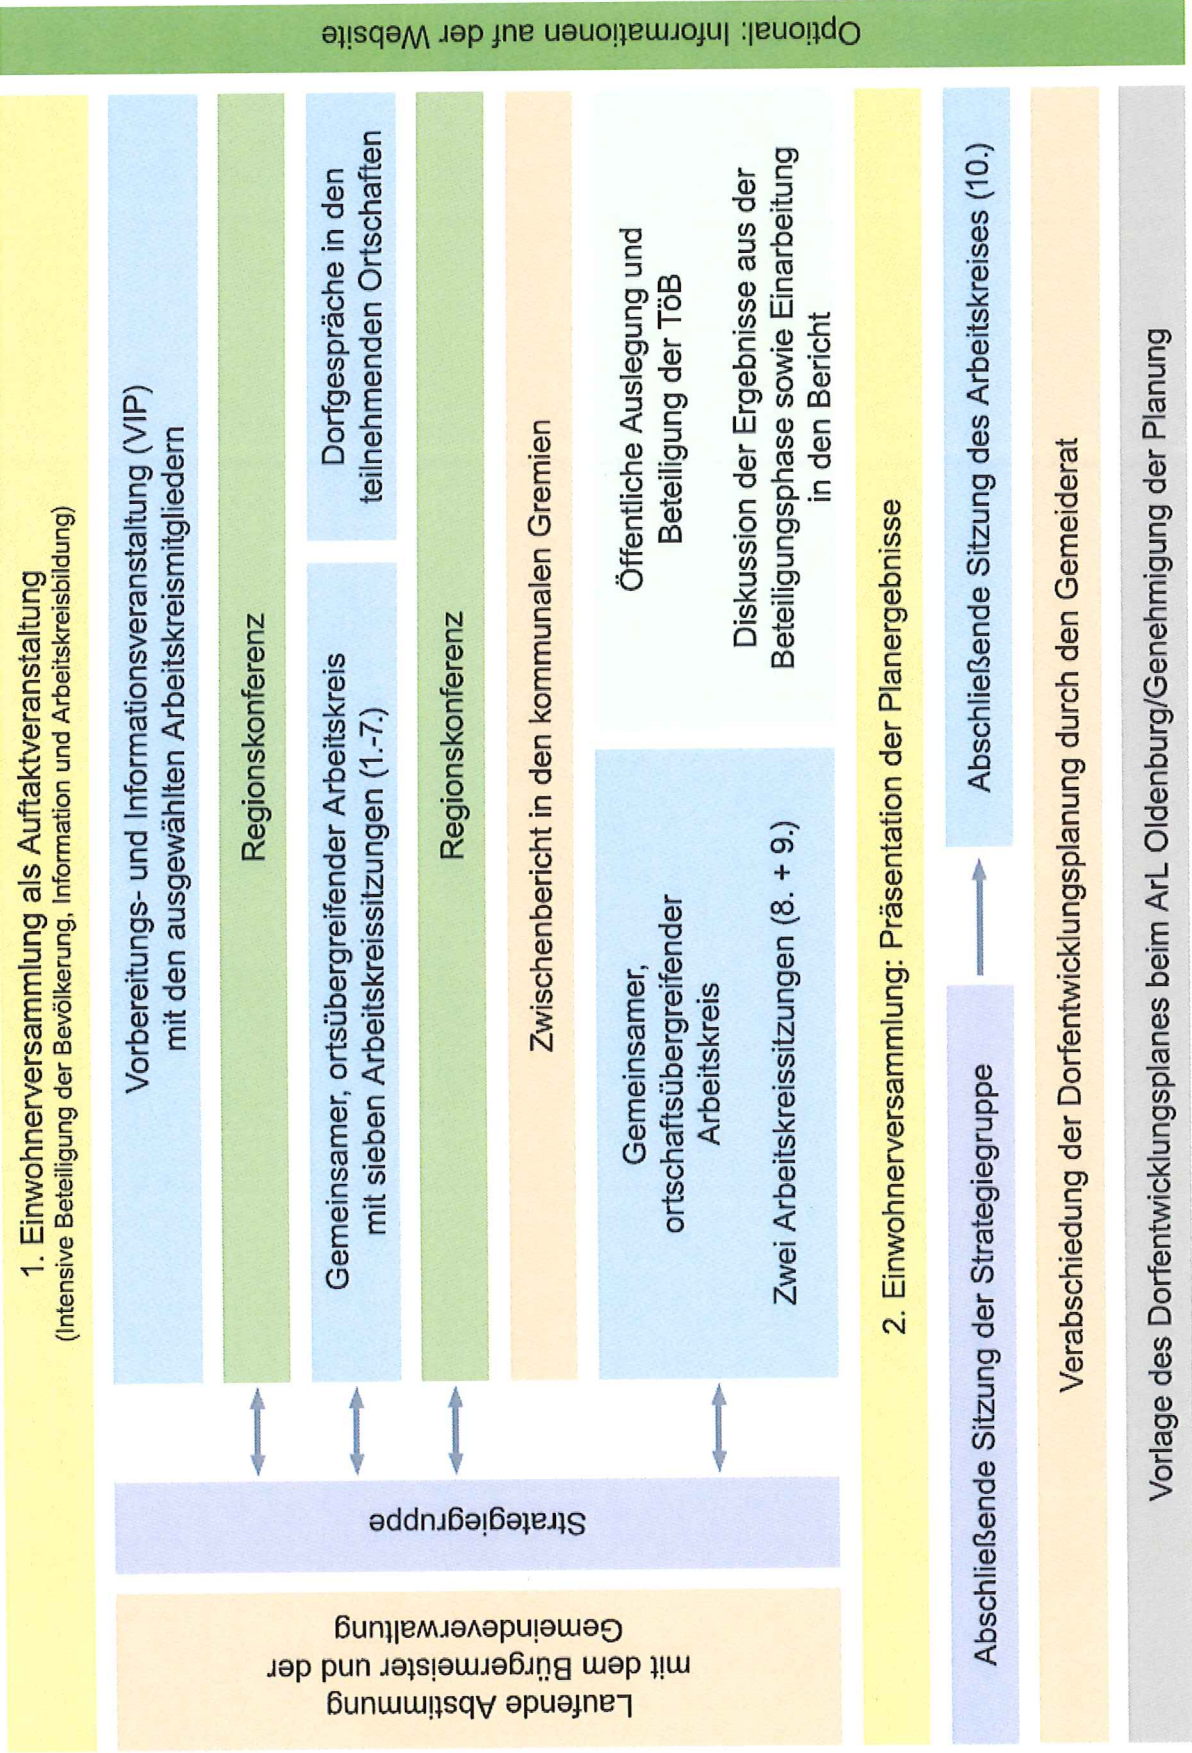 1. Einwohnerversammlung als Auftaktveranstaltung
(Intensive Beteiligung der Bevölkerung, Information und Arbeitskreisbildung)
Laufende Abstimmung
mit dem Bürgermeister und der
Gemeindeverwaltung
Strategiegruppe
Vorbereitungs- und Informationsveranstaltung (VIP)
mit den ausgewählten Arbeitskreismitgliedern
Regionskonferenz
Gemeinsamer, ortsübergreifender Arbeitskreis
mit sieben Arbeitskreissitzungen (1.-7.)
Dorfgespräche in den
teilnehmenden Ortschaften
Regionskonferenz
Zwischenbericht in den kommunalen Gremien
Gemeinsamer,
ortschaftsübergreifender
Arbeitskreis
Zwei Arbeitskreissitzungen (8. + 9.)
Öffentliche Auslegung und
Beteiligung der TöB
Diskussion der Ergebnisse aus der
Beteiligungsphase sowie Einarbeitung
in den Bericht
2. Einwohnerversammlung: Präsentation der Planergebnisse
Abschließende Sitzung der Strategiegruppe
Abschließende Sitzung des Arbeitskreises (10.)
Verabschiedung der Dorfentwicklungsplanung durch den Gemeiderat
Vorlage des Dorfentwicklungsplanes beim ArL Oldenburg/Genehmigung der Planung
Optional: Informationen auf der Website